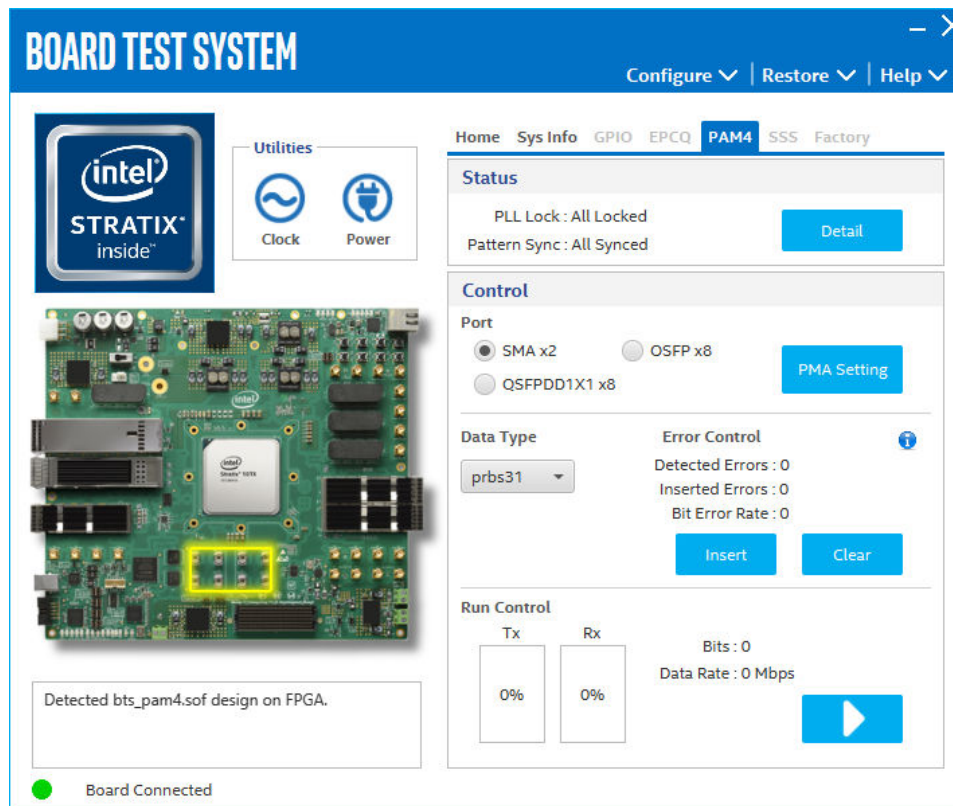 BOARD TEST SYSTEM
Configure | Restore | Help
intel
STRATIX
inside™
Utilities
Clock
Power
Home Sys Info GPIO EPCQ PAM4 SSS Factory
Status
PLL Lock : All Locked
Pattern Sync : All Synced
Detail
Control
Port
SMA x2
OSFP x8
QSFPDD1X1 x8
PMA Setting
Data Type
prbs31
Error Control
Detected Errors : 0
Inserted Errors : 0
Bit Error Rate : 0
Insert
Clear
Run Control
Tx
Rx
0%
0%
Bits : 0
Data Rate : 0 Mbps
intel
intel
Detected bts_pam4.sof design on FPGA.
Board Connected